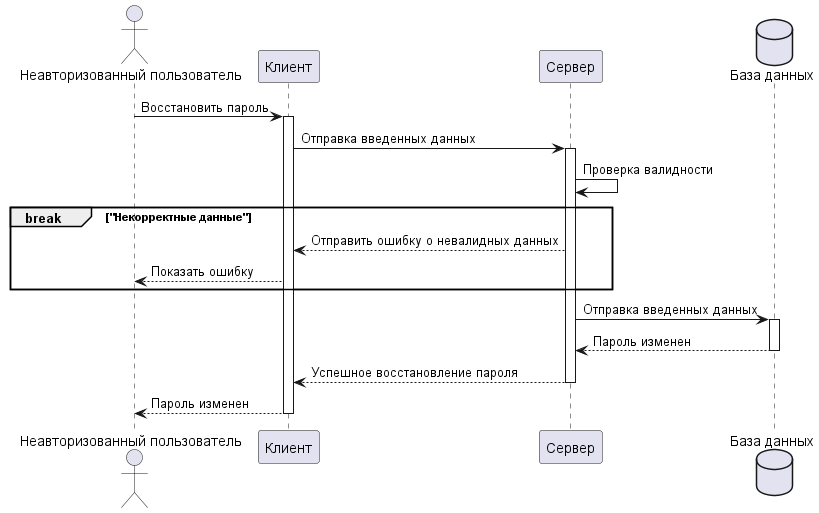 Неавторизованный пользователь
Клиент
Сервер
База данных
Восстановить пароль
Отправка введенных данных
Проверка валидности
break ["Некорректные данные"]
Отправить ошибку о невалидных данных
Показать ошибку
Отправка введенных данных
Пароль изменен
Успешное восстановление пароля
Пароль изменен
Неавторизованный пользователь
Клиент
Сервер
База данных